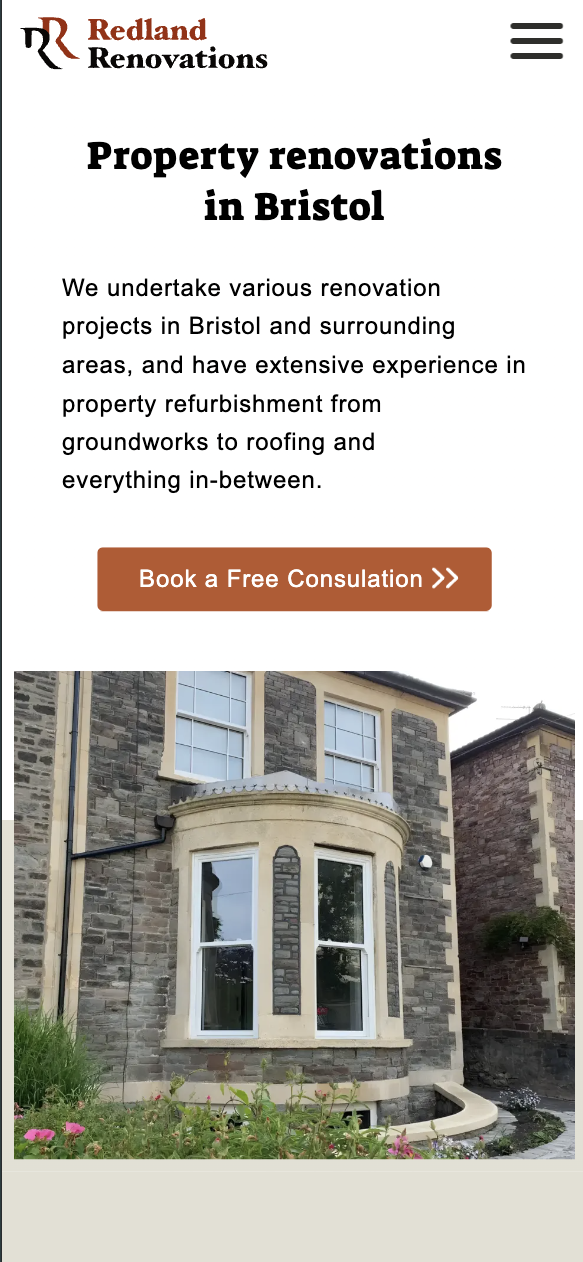 Redland
Renovations
Property renovations
in Bristol
We undertake various renovation
projects in Bristol and surrounding
areas, and have extensive experience in
property refurbishment from
groundworks to roofing and
everything in-between.
Book a Free Consulation